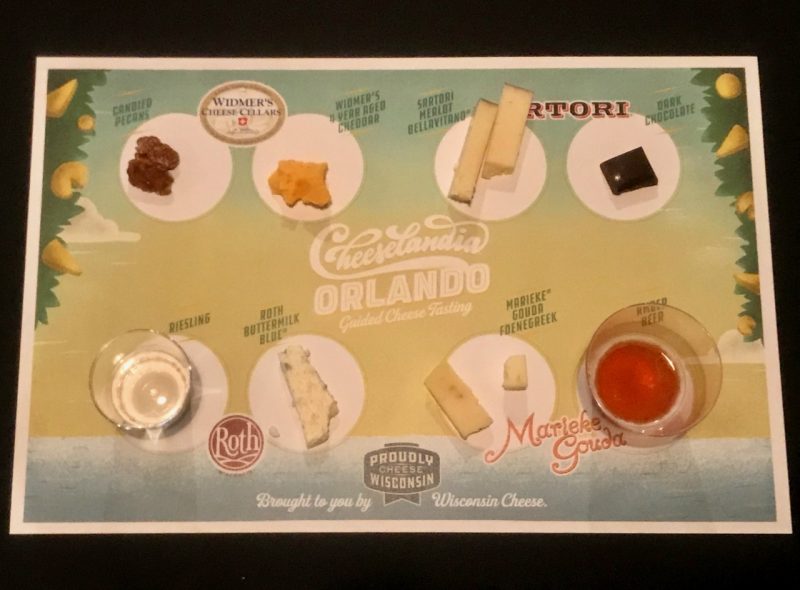 CANDIED
PECANS
WIDMER'S
CHEESE CELLARS
WIDMER'S
4 YEAR AGED
CHEDDAR
SARTORI
MERLOT
BELLAVITANO®
RTORI
DARK
CHOCOLATE
Cheeselandia
ORLANDO
Guided Cheese Tasting
RIESLING
ROTH
BUTTERMILK
BLUE®
MARIEKE®
GOUDA
FOENEGREEK
AMBER
BEER
Roth
Marieke
Gouda
PROUDLY
CHEESE
WISCONSIN
Brought to you by Wisconsin Cheese.